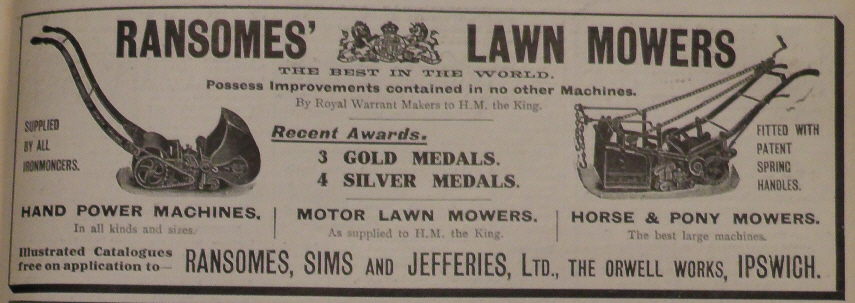 RANSOMES' LAWN MOWERS
THE BEST IN THE WORLD.
Possess Improvements contained in no other Machines.
By Royal Warrant Makers to H.M. the King.
SUPPLIED
BY ALL
IRONMONGERS.
Recent Awards.
3 GOLD MEDALS.
4 SILVER MEDALS.
FITTED WITH
PATENT
SPRING
HANDLES.
HAND POWER MACHINES.
In all kinds and sizes.
MOTOR LAWN MOWERS.
As supplied to H.M. the King.
HORSE & PONY MOWERS.
The best large machines.
Illustrated Catalogues
free on application to—
RANSOMES, SIMS AND JEFFERIES, LTD., THE ORWELL WORKS, IPSWICH.